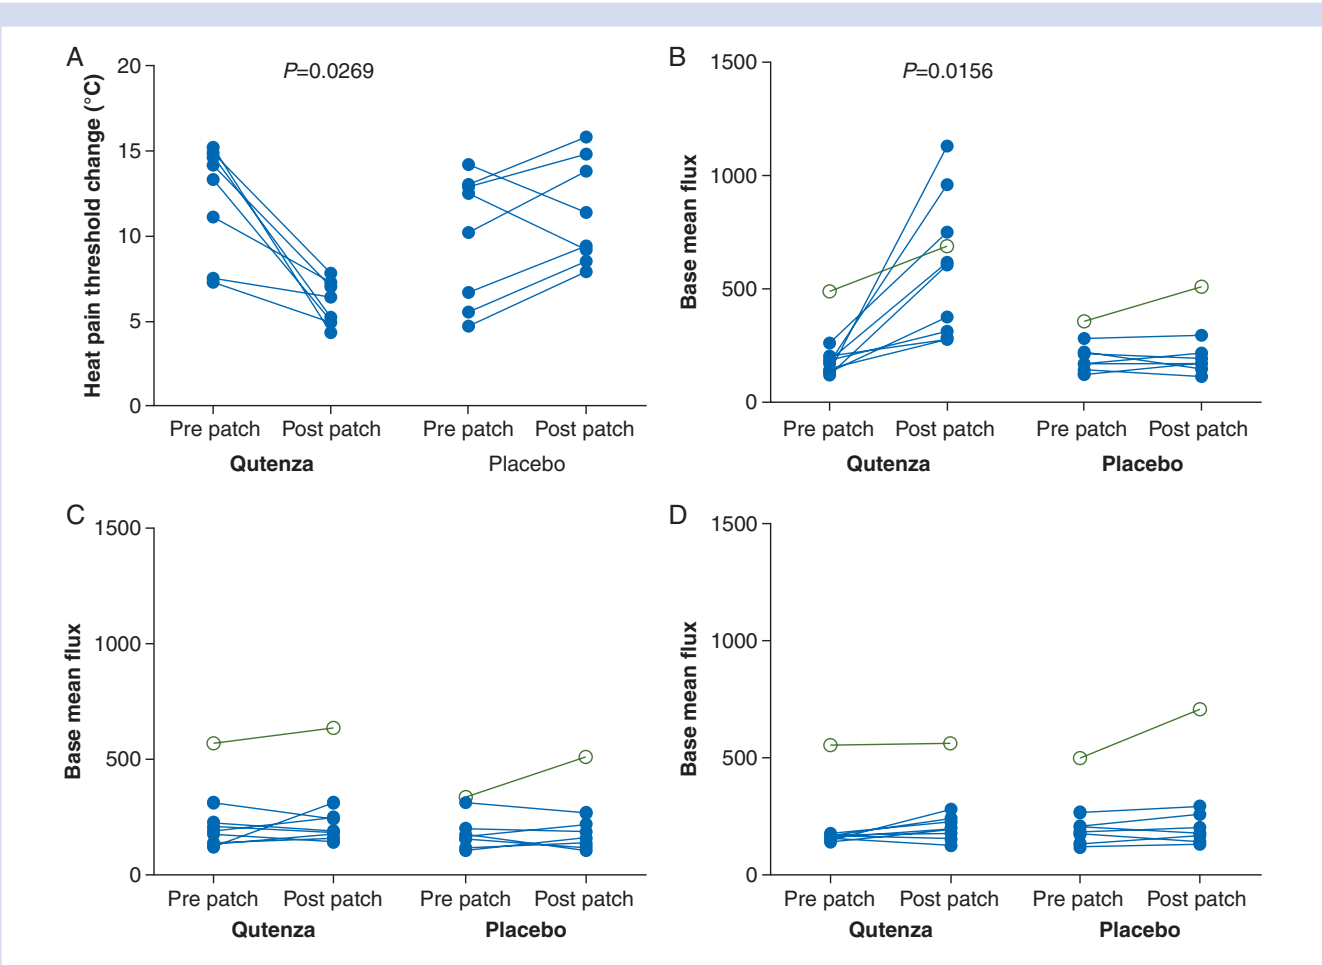 A
Heat pain threshold change (°C)
20
15
10
5
0
P=0.0269
Pre patch Post patch Pre patch Post patch
Qutenza Placebo
B
Base mean flux
1500
1000
500
0
P=0.0156
Pre patch Post patch Pre patch Post patch
Qutenza Placebo
C
Base mean flux
1500
1000
500
0
Pre patch Post patch Pre patch Post patch
Qutenza Placebo
D
Base mean flux
1500
1000
500
0
Pre patch Post patch Pre patch Post patch
Qutenza Placebo